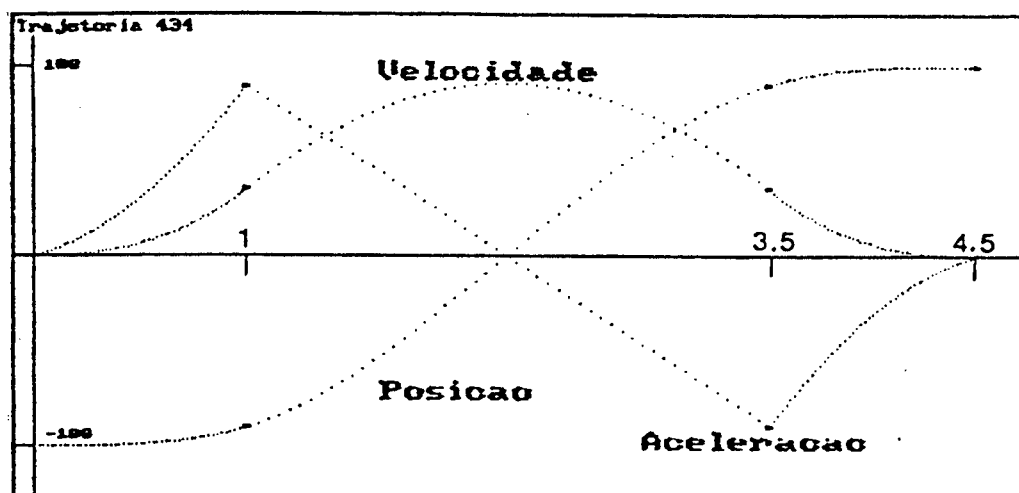 Trajetoria 434
100
Velocidade
1
3.5
4.5
Posicao
-100
Aceleracao